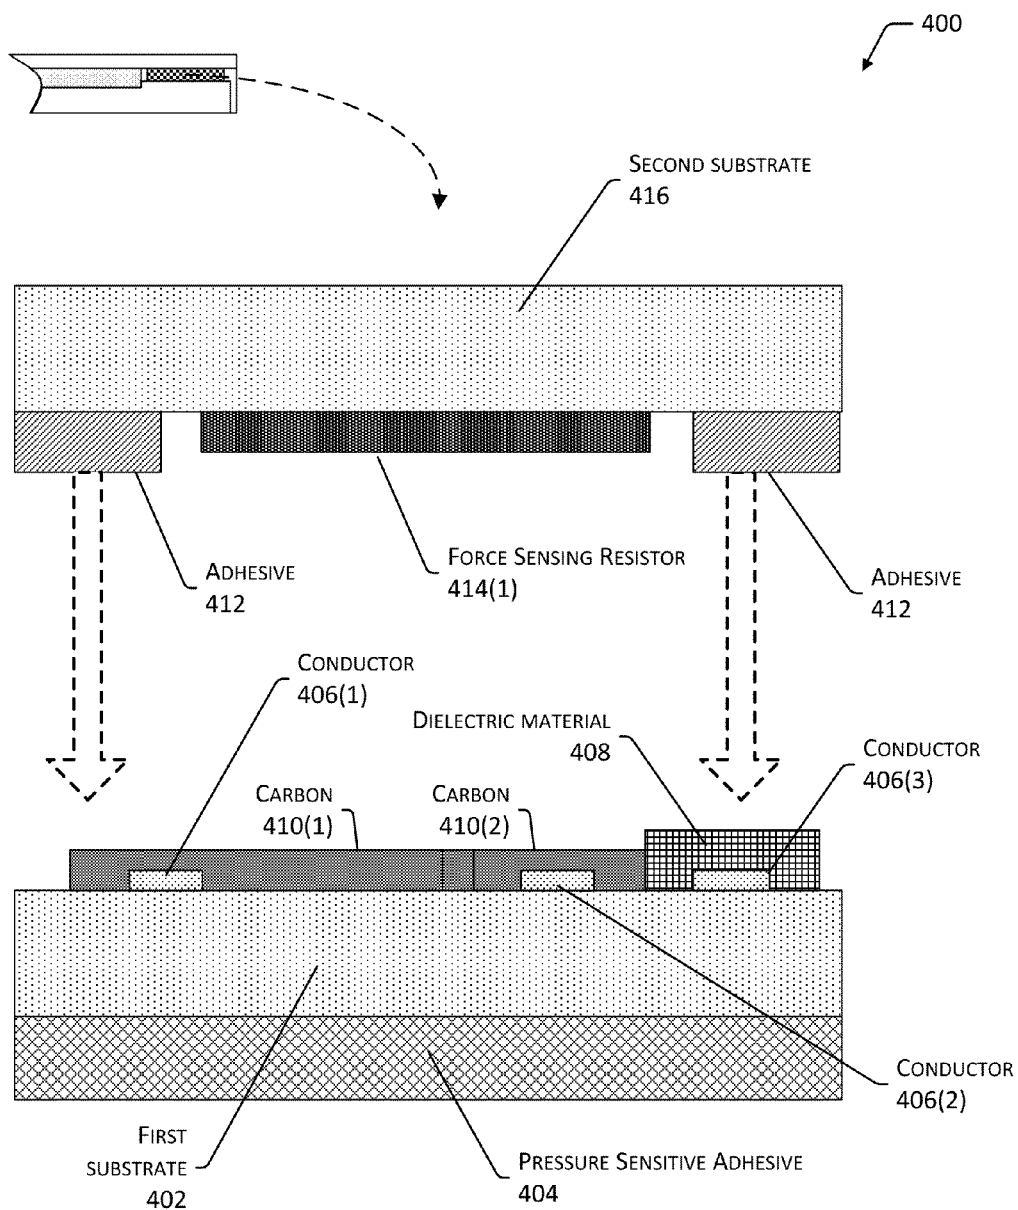 400
SECOND SUBSTRATE
416
FORCE SENSING RESISTOR
414(1)
ADHESIVE
412
ADHESIVE
412
CONDUCTOR
406(1)
DIELECTRIC MATERIAL
408
CONDUCTOR
406(3)
CARBON
410(1)
CARBON
410(2)
CONDUCTOR
406(2)
FIRST
SUBSTRATE
402
PRESSURE SENSITIVE ADHESIVE
404